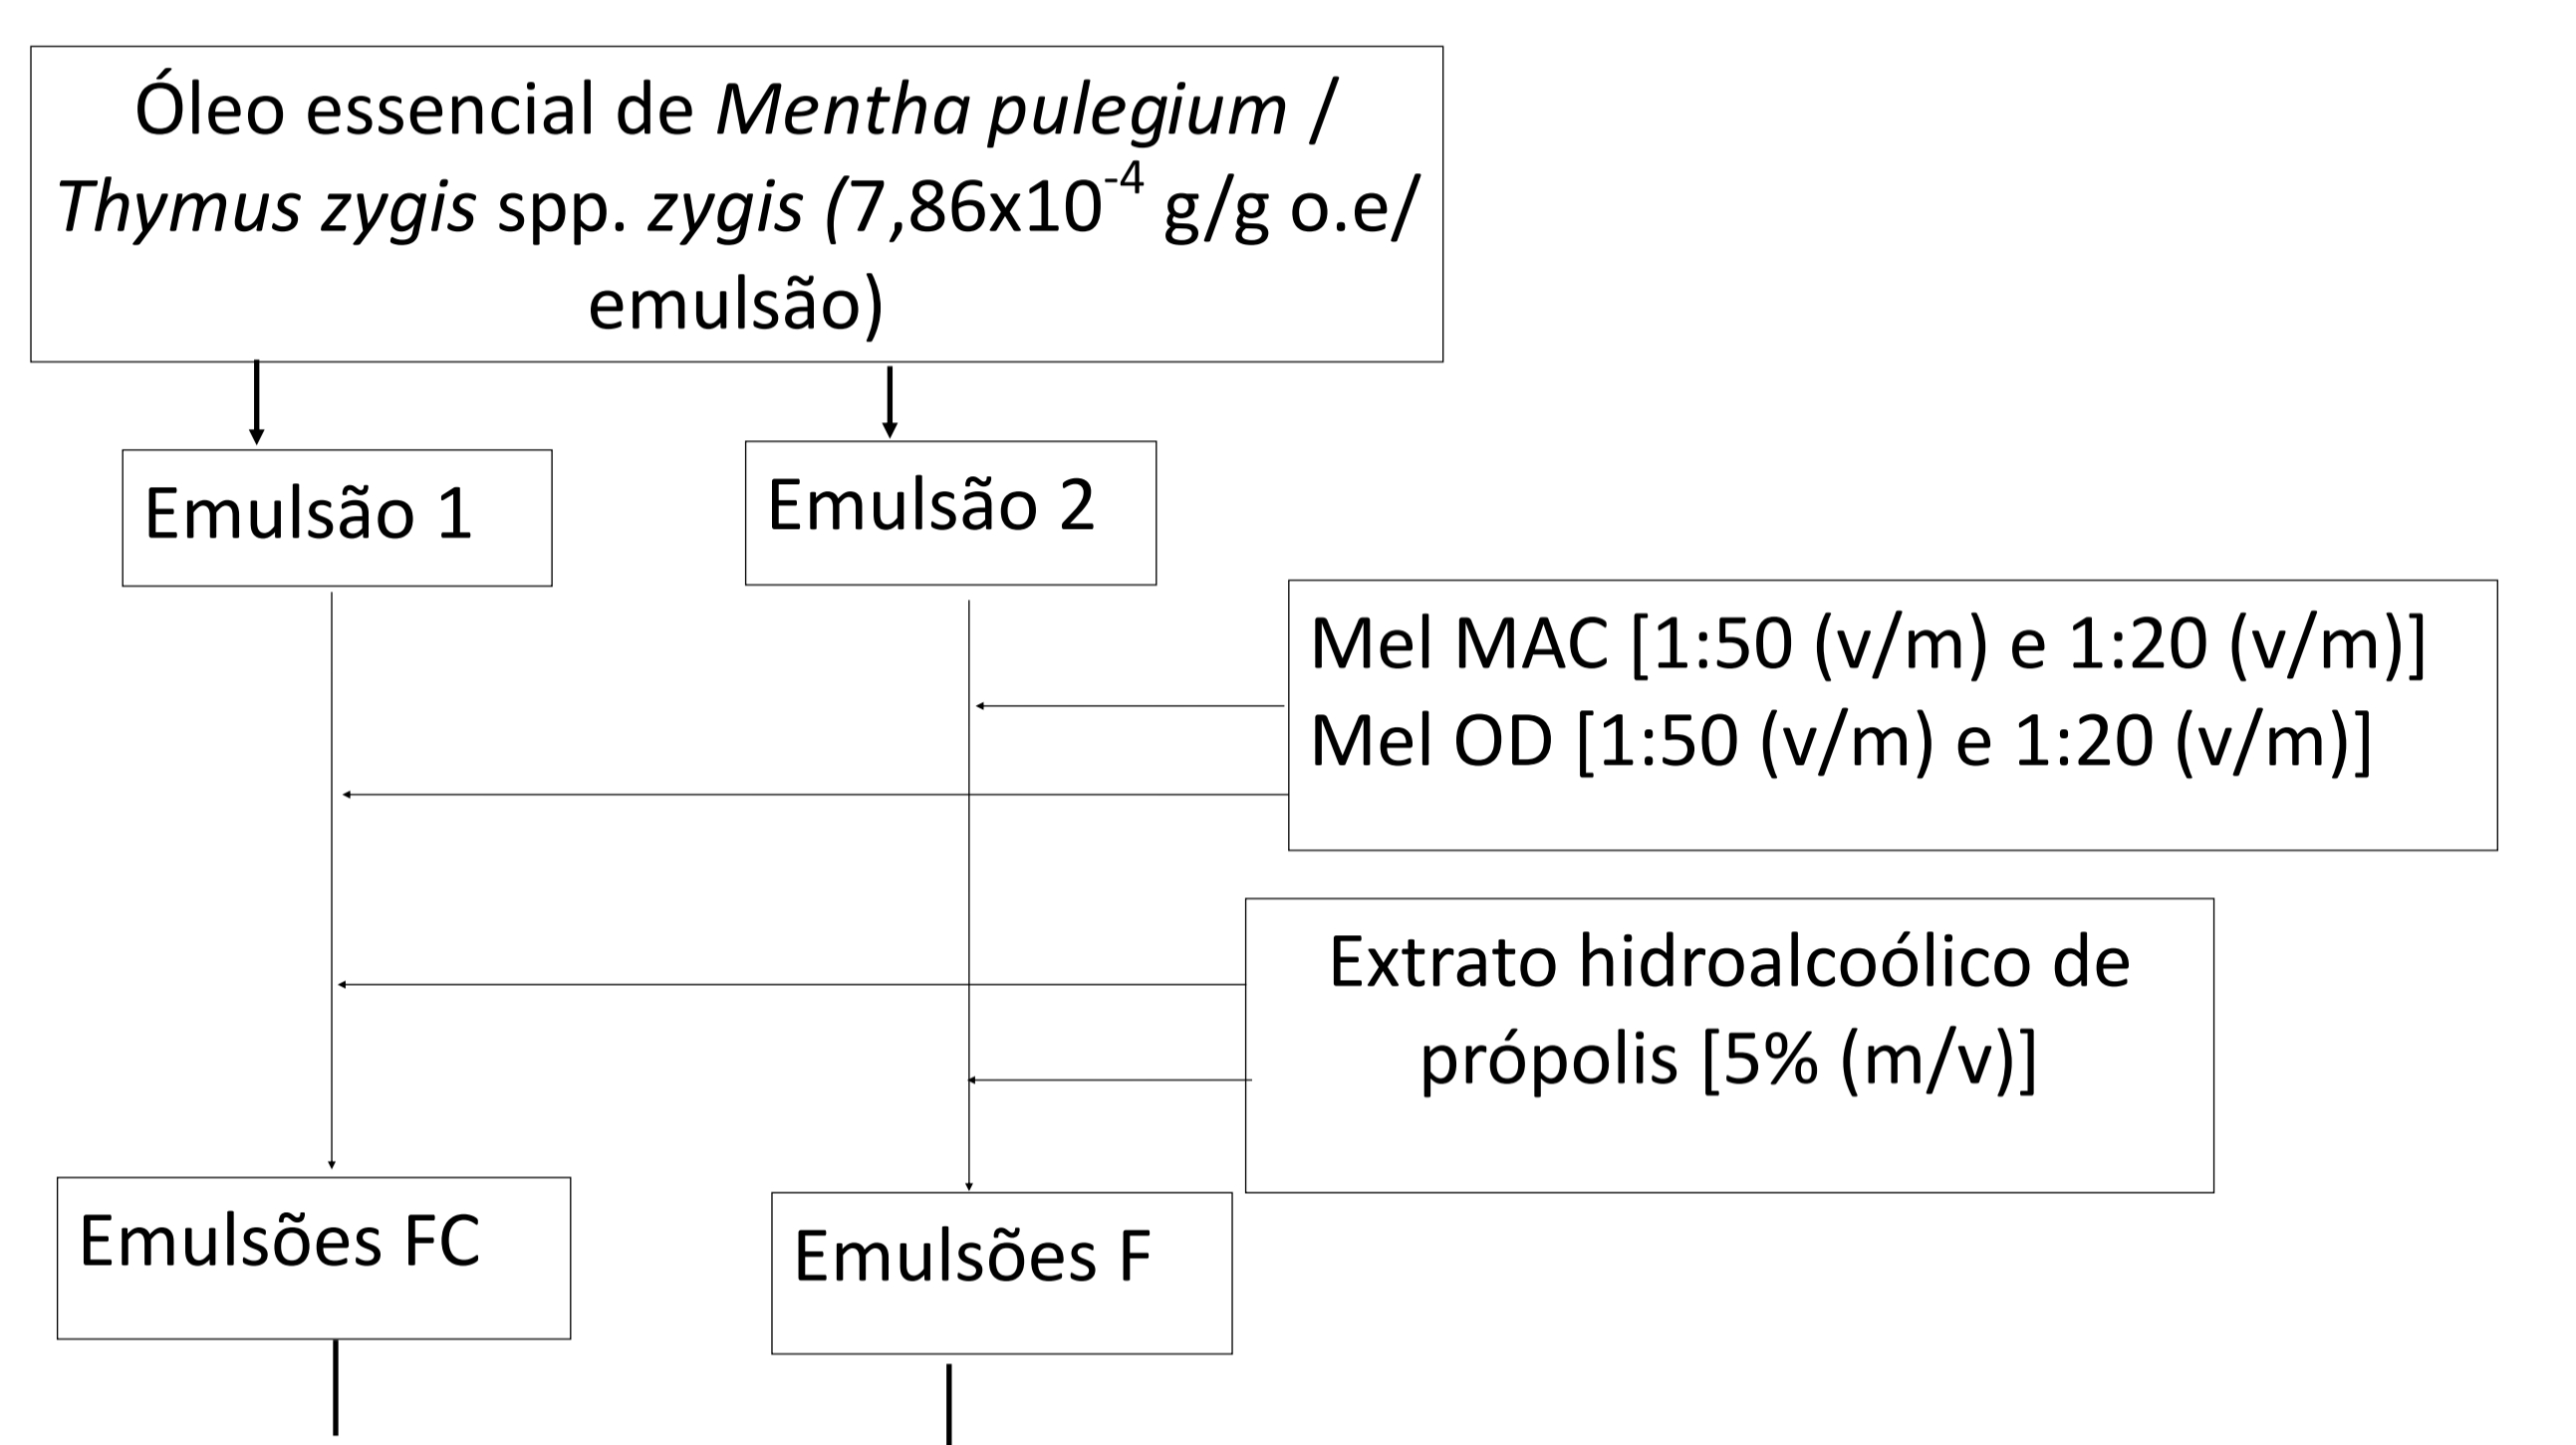 Óleo essencial de Mentha pulegium /
Thymus zygis spp. zygis (7,86x10⁻⁴ g/g o.e/
emulsão)
Emulsão 1
Emulsão 2
Mel MAC [1:50 (v/m) e 1:20 (v/m)]
Mel OD [1:50 (v/m) e 1:20 (v/m)]
Extrato hidroalcoólico de
própolis [5% (m/v)]
Emulsões FC
Emulsões F